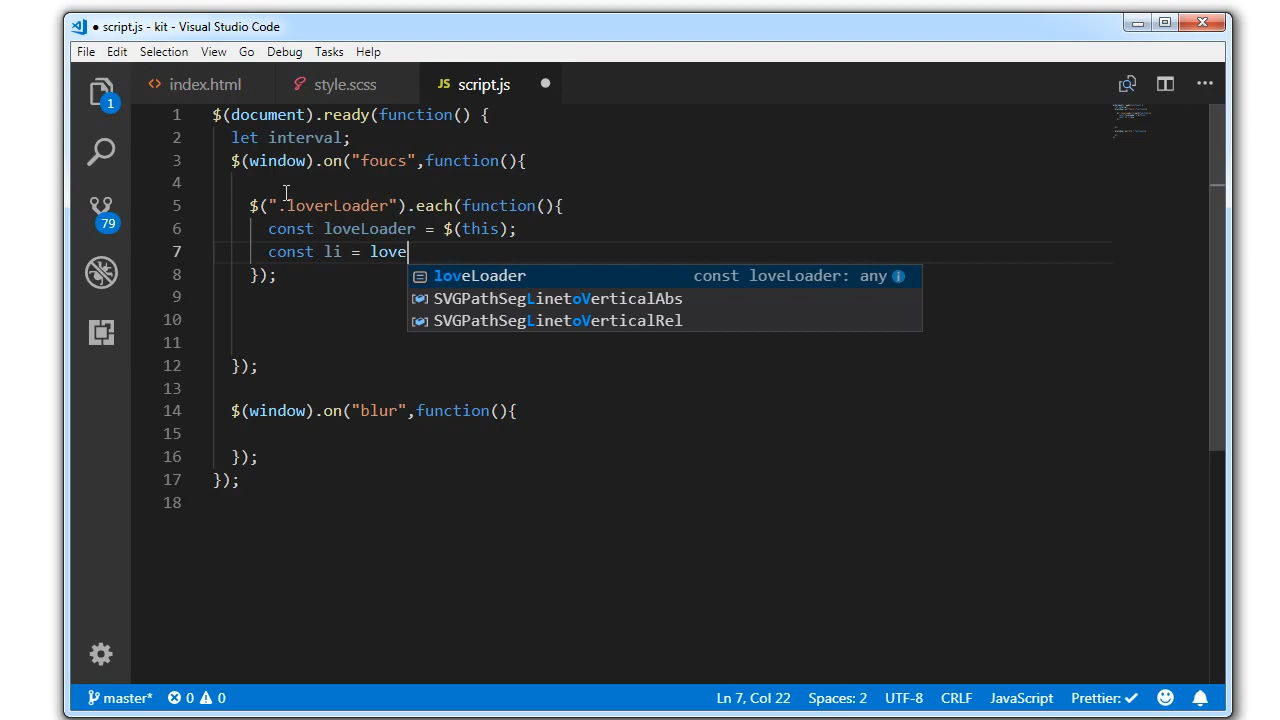 ● script.js - kit - Visual Studio Code
File Edit Selection View Go Debug Tasks Help
index.html style.scss JS script.js
1 $(document).ready(function() {
2 let interval;
3 $(window).on("foucs",function(){
4
5 $(".loverLoader").each(function(){
6 const loveLoader = $(this);
7 const li = love
loveLoader const loveLoader: any
8 });
SVGPathSegLinetoVerticalAbs
9
10 SVGPathSegLinetoVerticalRel
11
12 });
13
14 $(window).on("blur",function(){
15
16 });
17 });
18
1
79
master* 0 0 Ln 7, Col 22 Spaces: 2 UTF-8 CRLF JavaScript Prettier: ✓